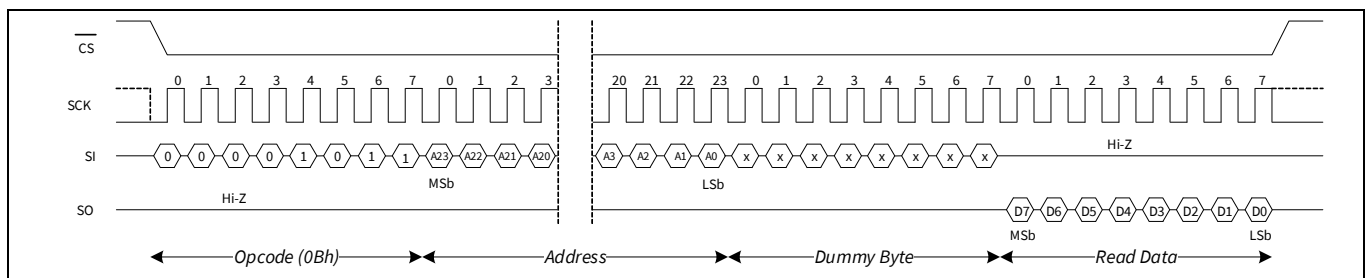 CS
0 1 2 3 4 5 6 7 0 1 2 3 20 21 22 23 0 1 2 3 4 5 6 7 0 1 2 3 4 5 6 7
SCK
Hi-Z
SI 0 0 0 0 1 0 1 1 A23 A22 A21 A20 A3 A2 A1 A0 x x x x x x x x
MSb LSb
Hi-Z
SO D7 D6 D5 D4 D3 D2 D1 D0
MSb LSb
Opcode (0Bh) Address Dummy Byte Read Data